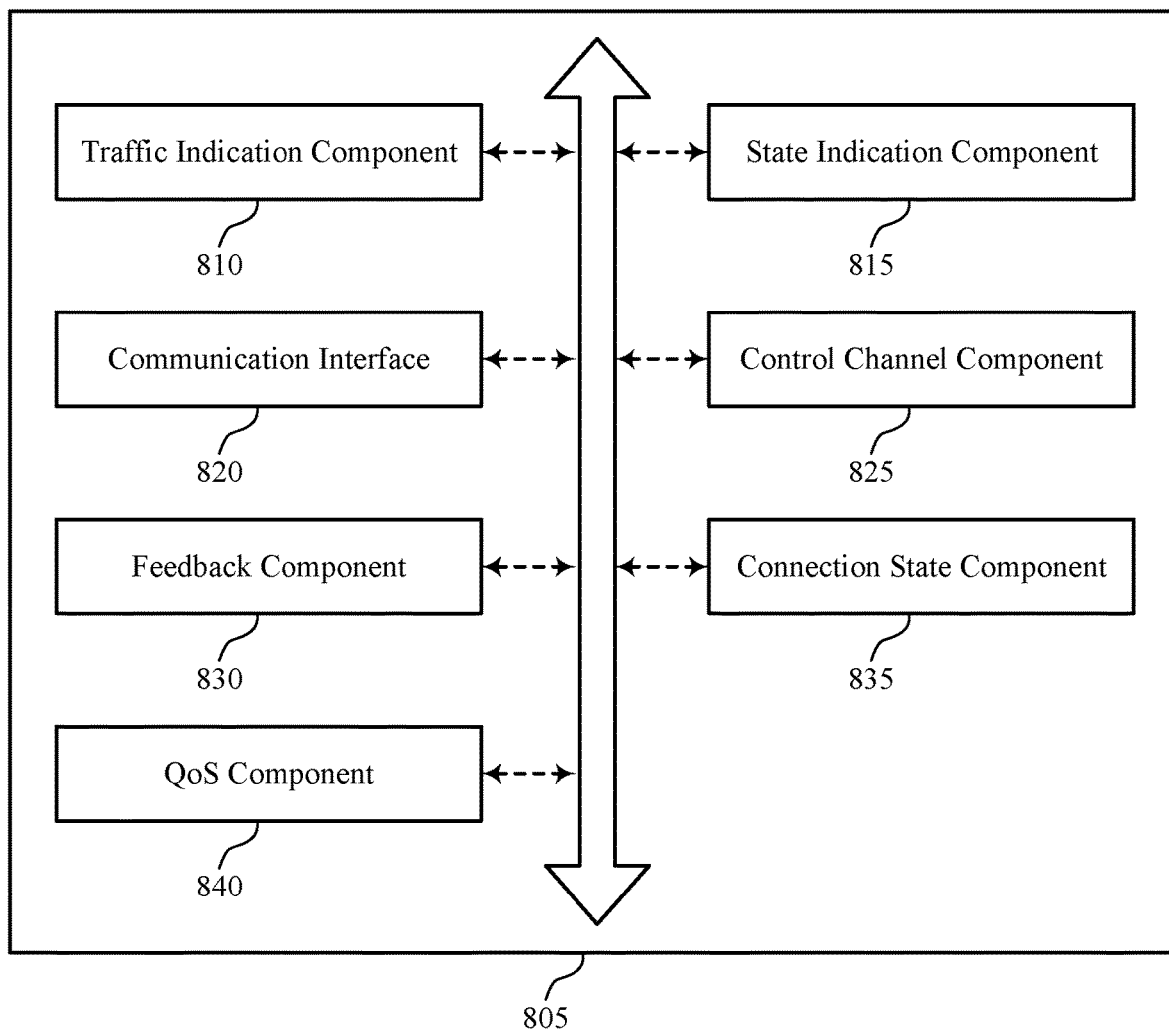 Traffic Indication Component
810
State Indication Component
815
Communication Interface
820
Control Channel Component
825
Feedback Component
830
Connection State Component
835
QoS Component
840
805